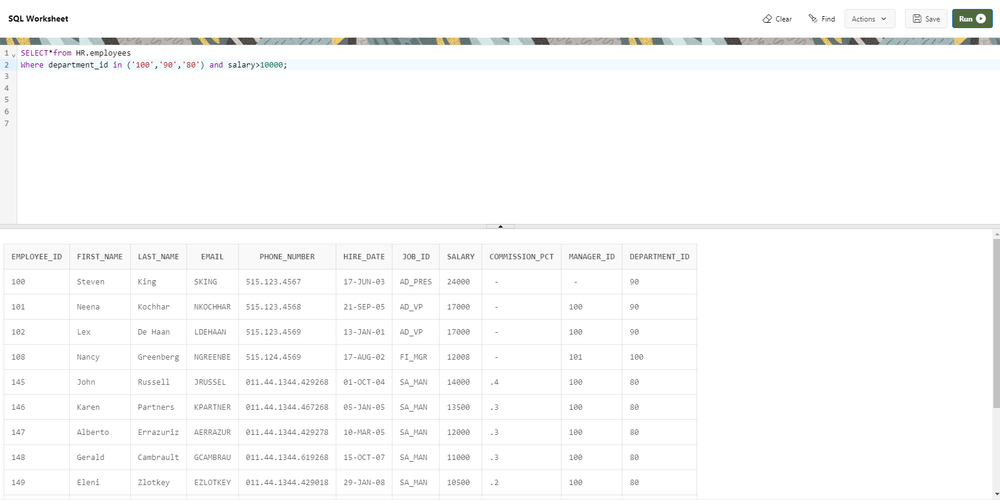 SQL Worksheet
Clear Find Actions Save Run
1 SELECT*from HR.employees
2 Where department_id in ('100','90','80') and salary>10000;
3
4
5
6
7
EMPLOYEE_ID FIRST_NAME LAST_NAME EMAIL PHONE_NUMBER HIRE_DATE JOB_ID SALARY COMMISSION_PCT MANAGER_ID DEPARTMENT_ID
100 Steven King SKING 515.123.4567 17-JUN-03 AD_PRES 24000 - - 90
101 Neena Kochhar NKOCHHAR 515.123.4568 21-SEP-05 AD_VP 17000 - 100 90
102 Lex De Haan LDEHAAN 515.123.4569 13-JAN-01 AD_VP 17000 - 100 90
108 Nancy Greenberg NGREENBE 515.124.4569 17-AUG-02 FI_MGR 12008 - 101 100
145 John Russell JRUSSEL 011.44.1344.429268 01-OCT-04 SA_MAN 14000 .4 100 80
146 Karen Partners KPARTNER 011.44.1344.467268 05-JAN-05 SA_MAN 13500 .3 100 80
147 Alberto Errazuriz AERRAZUR 011.44.1344.429278 10-MAR-05 SA_MAN 12000 .3 100 80
148 Gerald Cambrault GCAMBRAU 011.44.1344.619268 15-OCT-07 SA_MAN 11000 .3 100 80
149 Eleni Zlotkey EZLOTKEY 011.44.1344.429018 29-JAN-08 SA_MAN 10500 .2 100 80